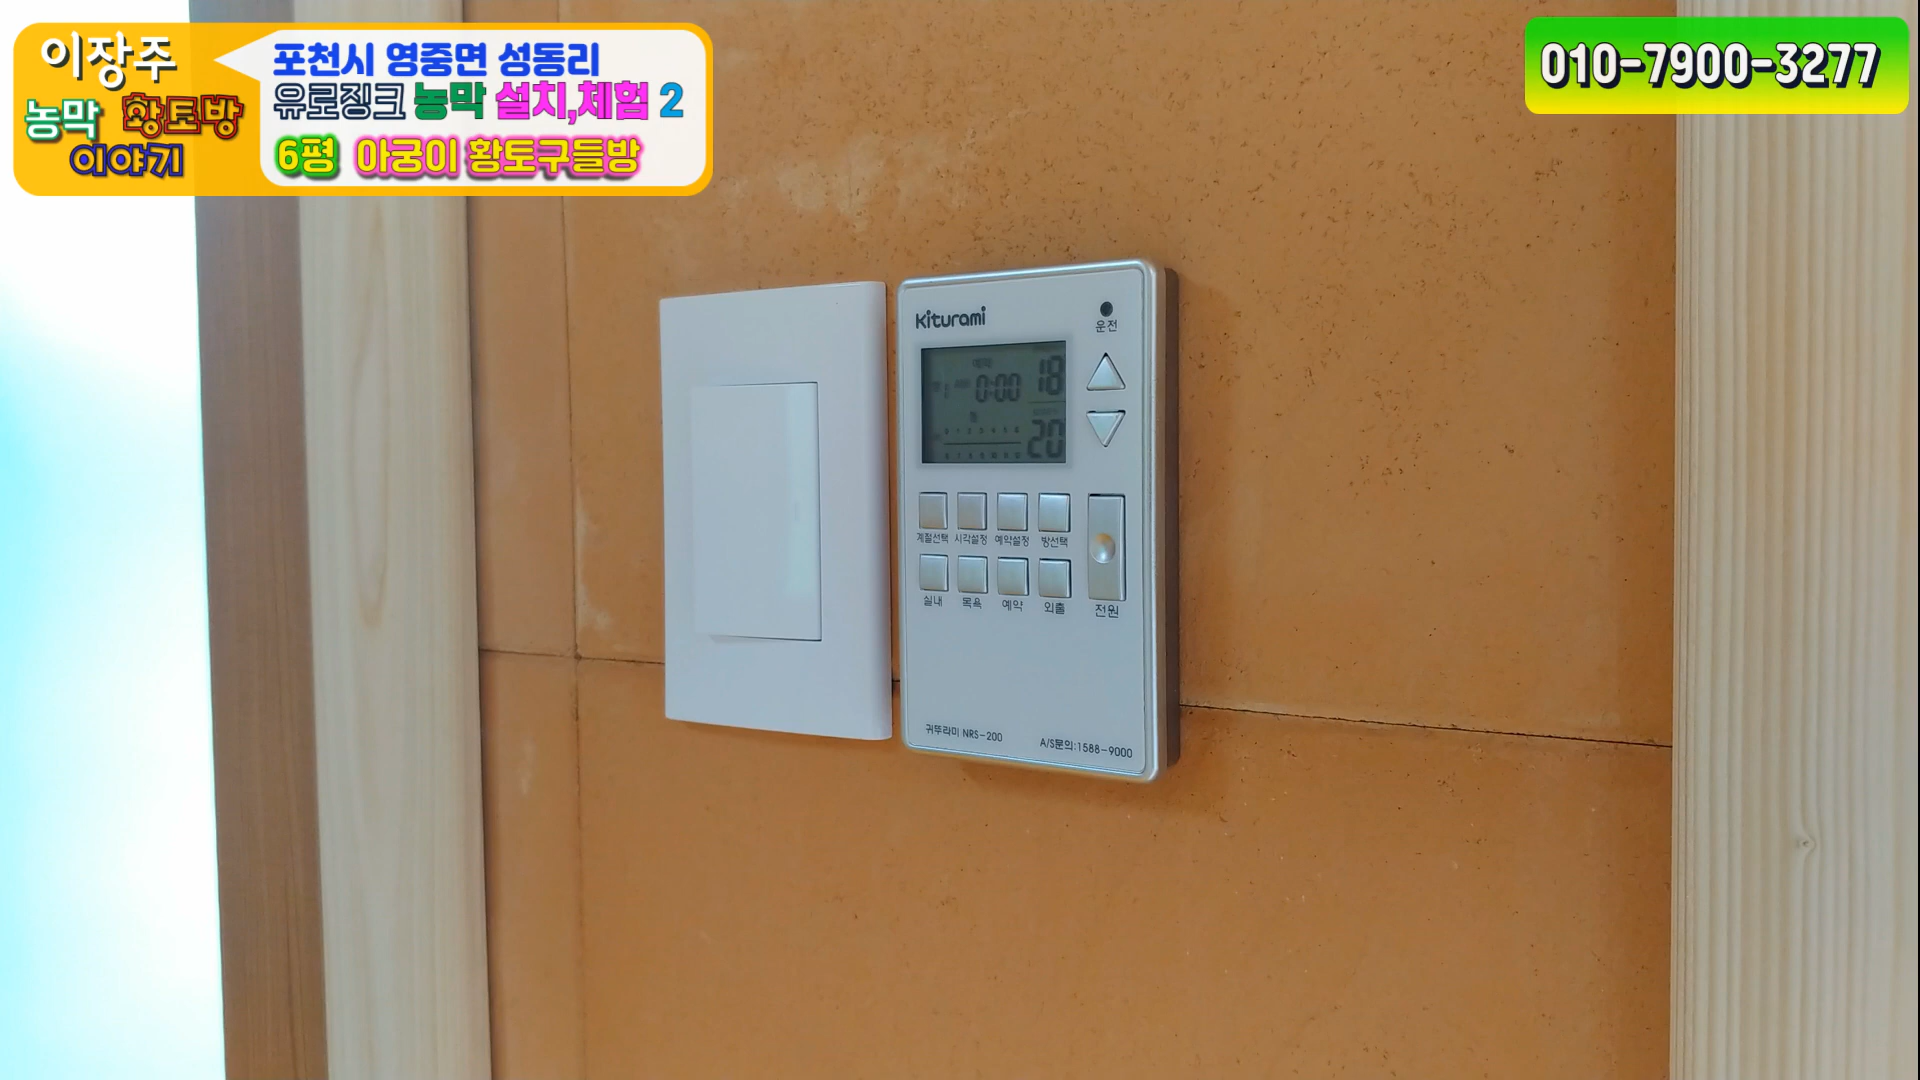 이장주
농막 황토방
이야기
포천시 영중면 성동리
유로징크 농막 설치,체험 2
6평 아궁이 황토구들방
010-7900-3277
Kiturami
운전
0:00
18
20
계절선택 시각설정 예약설정 방선택
실내 목욕 예약 외출 전원
귀뚜라미 NRS-200
A/S문의:1588-9000